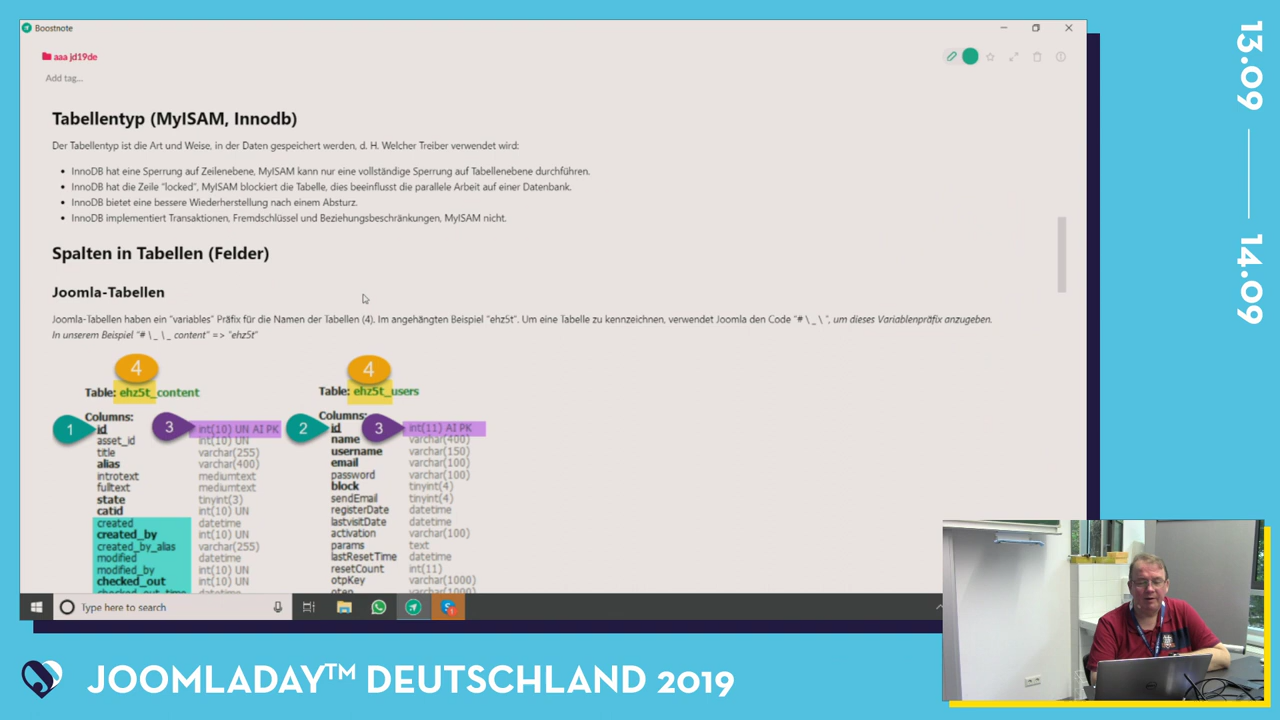 Boostnote
aaa jd19de
Add tag...
Tabellentyp (MyISAM, Innodb)
Der Tabellentyp ist die Art und Weise, in der Daten gespeichert werden, d. H. Welcher Treiber verwendet wird:
• InnoDB hat eine Sperrung auf Zeilenebene, MyISAM kann nur eine vollständige Sperrung auf Tabellenebene durchführen.
• InnoDB hat die Zeile "locked", MyISAM blockiert die Tabelle, dies beeinflusst die parallele Arbeit auf einer Datenbank.
• InnoDB bietet eine bessere Wiederherstellung nach einem Absturz.
• InnoDB implementiert Transaktionen, Fremdschlüssel und Beziehungsbeschränkungen, MyISAM nicht.
Spalten in Tabellen (Felder)
Joomla-Tabellen
Joomla-Tabellen haben ein "variables" Präfix für die Namen der Tabellen (4). Im angehängten Beispiel "ehz5t". Um eine Tabelle zu kennzeichnen, verwendet Joomla den Code "# \ _ \ ", um dieses Variablenpräfix anzugeben.
In unserem Beispiel "# \ _ \ _ content" => "ehz5t"
4
Table: ehz5t_content
Columns:
1
3
id int(10) UN AI PK
asset_id int(10) UN
title varchar(255)
alias varchar(400)
introtext mediumtext
fulltext mediumtext
state tinyint(3)
catid int(10) UN
created datetime
created_by int(10) UN
created_by_alias varchar(255)
modified datetime
modified_by int(10) UN
checked_out int(10) UN
4
Table: ehz5t_users
Columns:
2
3
id int(11) AI PK
name varchar(400)
username varchar(150)
email varchar(100)
password varchar(100)
block tinyint(4)
sendEmail tinyint(4)
registerDate datetime
lastvisitDate datetime
activation varchar(100)
params text
lastResetTime datetime
resetCount int(11)
otpKey varchar(1000)
Type here to search
13.09
14.09
JOOMLADAY™ DEUTSCHLAND 2019